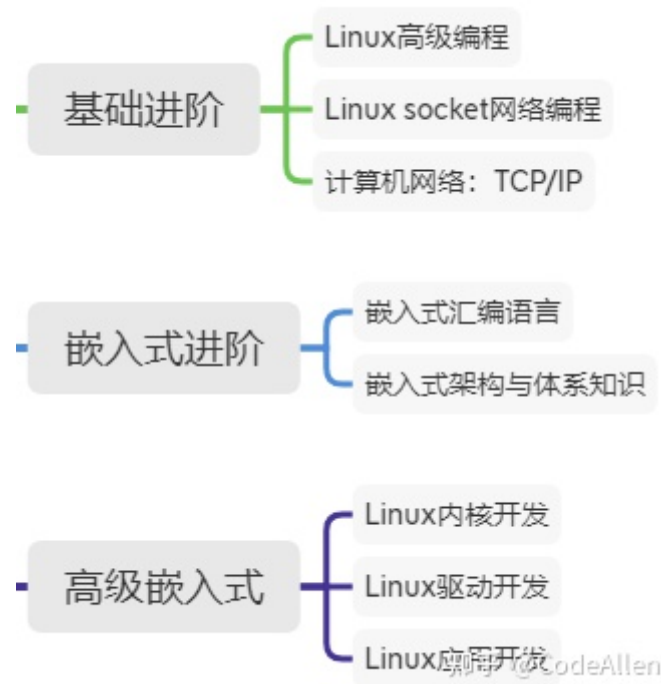 基础进阶
Linux高级编程
Linux socket网络编程
计算机网络：TCP/IP
嵌入式进阶
嵌入式汇编语言
嵌入式架构与体系知识
高级嵌入式
Linux内核开发
Linux驱动开发
Linux应用开发
知乎 @CodeAllen